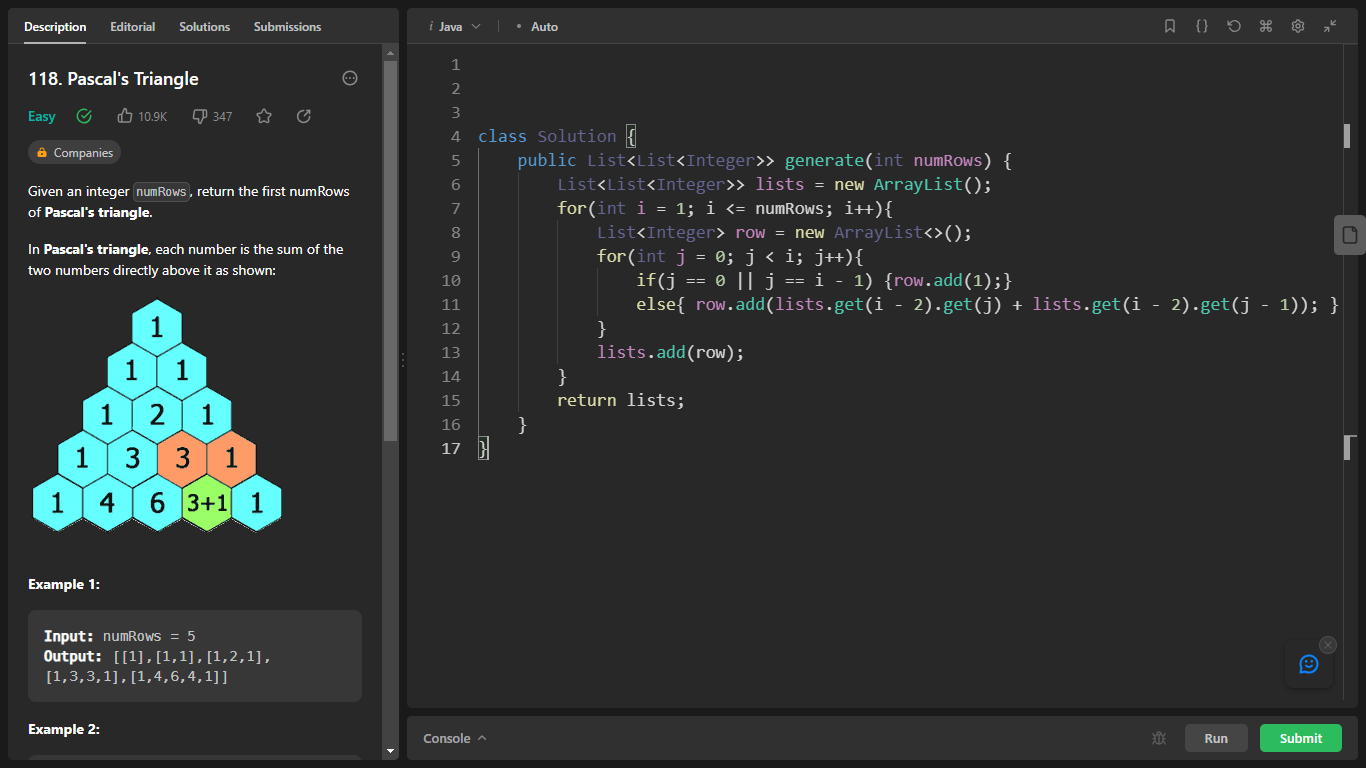 Description Editorial Solutions Submissions
118. Pascal's Triangle
Easy 10.9K 347
Companies
Given an integer numRows, return the first numRows
of Pascal's triangle.
In Pascal's triangle, each number is the sum of the
two numbers directly above it as shown:
1
1 1
1 2 1
1 3 3 1
1 4 6 3+1 1
Example 1:
Input: numRows = 5
Output: [[1],[1,1],[1,2,1],
[1,3,3,1],[1,4,6,4,1]]
Example 2:
i Java • Auto
{} ⌘
1
2
3
4 class Solution {
5 public List<List<Integer>> generate(int numRows) {
6 List<List<Integer>> lists = new ArrayList();
7 for(int i = 1; i <= numRows; i++){
8 List<Integer> row = new ArrayList<>();
9 for(int j = 0; j < i; j++){
10 if(j == 0 || j == i - 1) {row.add(1);}
11 else{ row.add(lists.get(i - 2).get(j) + lists.get(i - 2).get(j - 1)); }
12 }
13 lists.add(row);
14 }
15 return lists;
16 }
17 }
Console Run Submit